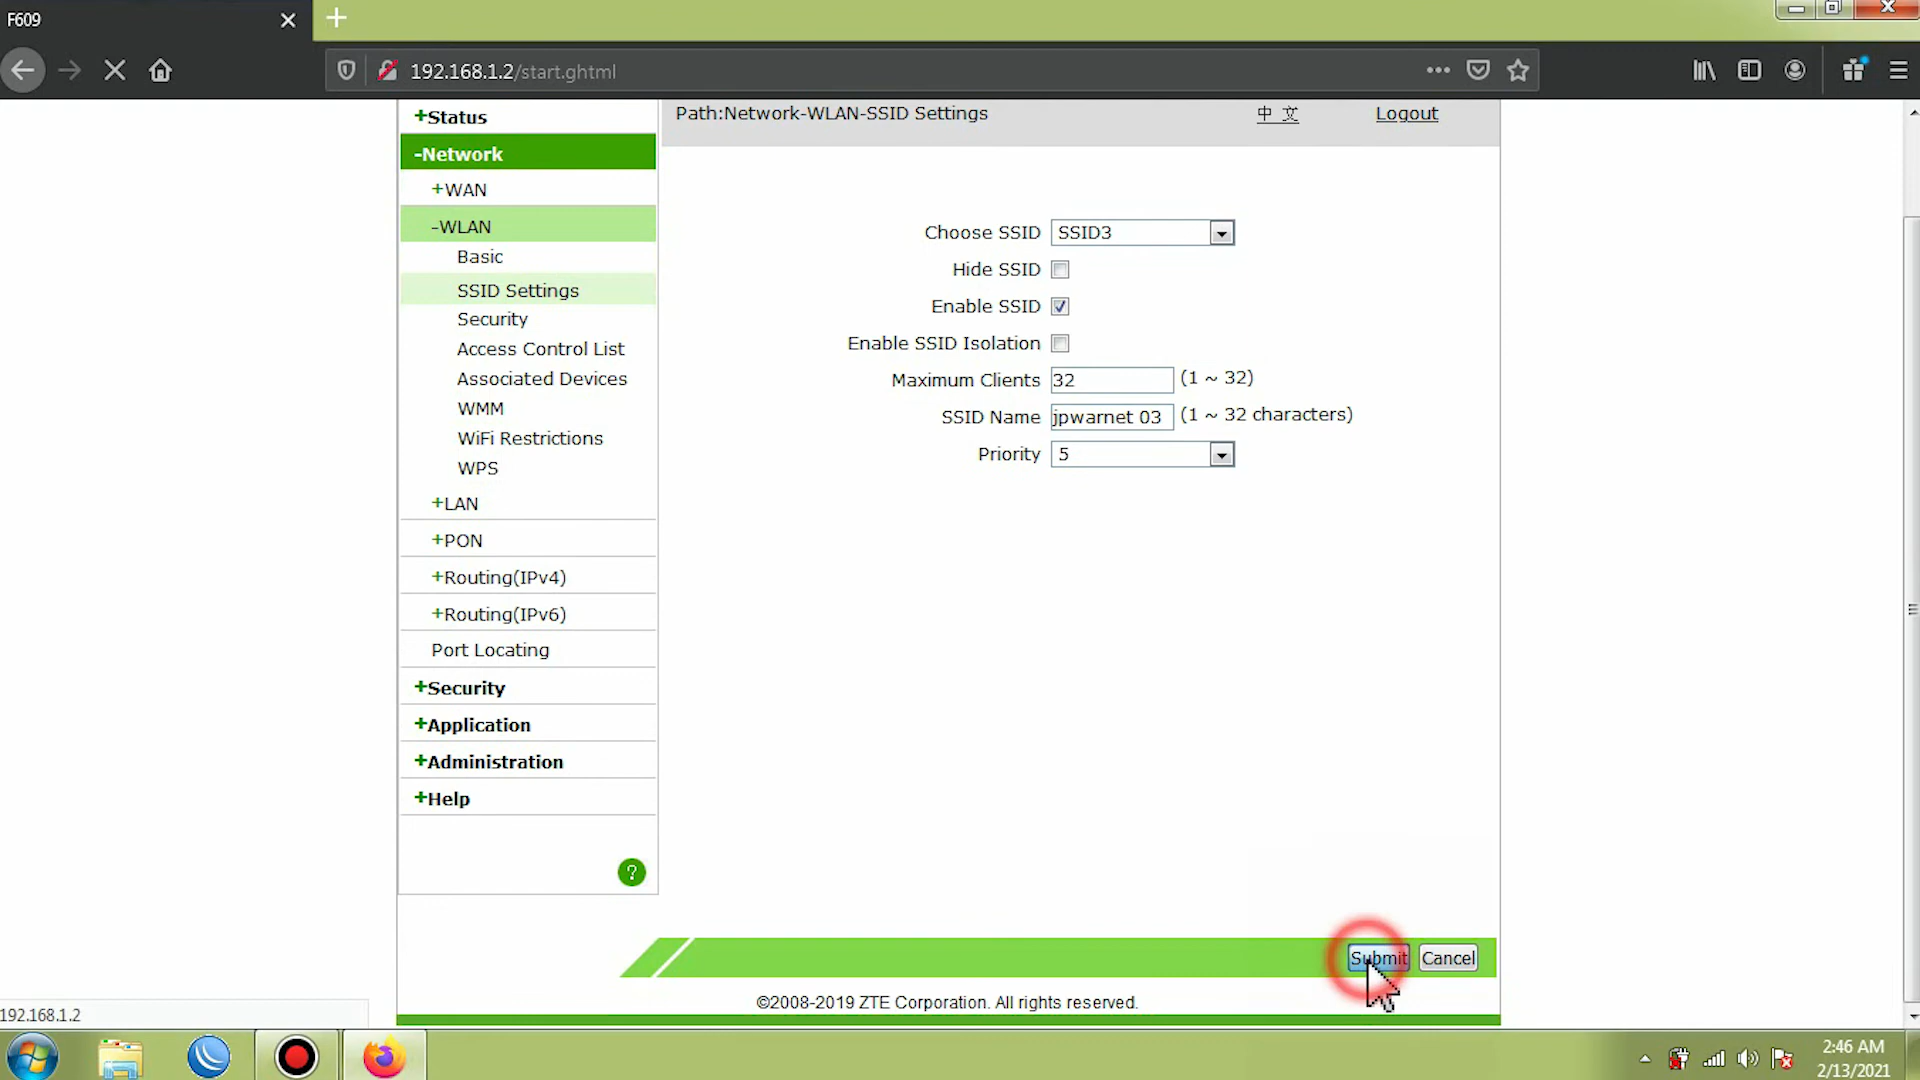 F609
192.168.1.2/start.ghtml
+Status
Path:Network-WLAN-SSID Settings
中 文
Logout
-Network
+WAN
-WLAN
Basic
SSID Settings
Security
Access Control List
Associated Devices
WMM
WiFi Restrictions
WPS
+LAN
+PON
+Routing(IPv4)
+Routing(IPv6)
Port Locating
+Security
+Application
+Administration
+Help
?
Choose SSID SSID3
Hide SSID
Enable SSID
Enable SSID Isolation
Maximum Clients 32 (1 ~ 32)
SSID Name jpwarnet 03 (1 ~ 32 characters)
Priority 5
Submit Cancel
©2008-2019 ZTE Corporation. All rights reserved.
192.168.1.2
2:46 AM
2/13/2021